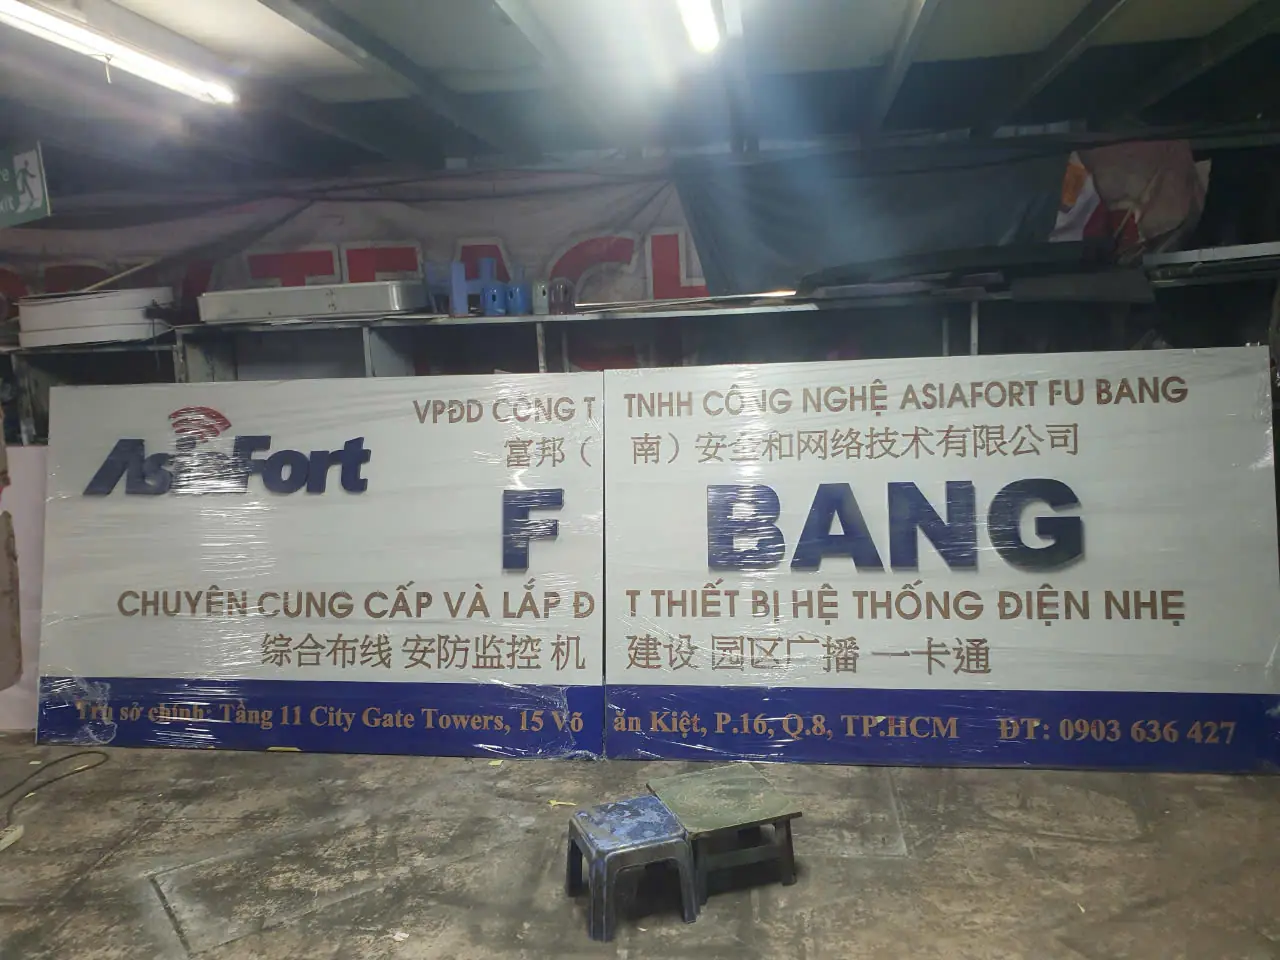 AsiaFort
VPĐD CÔNG T TNHH CÔNG NGHỆ ASIAFORT FU BANG
富邦（ 南）安全和网络技术有限公司
F BANG
CHUYÊN CUNG CẤP VÀ LẮP Đ T THIẾT BỊ HỆ THỐNG ĐIỆN NHẸ
综合布线 安防监控 机 建设 园区广播 一卡通
Trụ sở chính: Tầng 11 City Gate Towers, 15 Võ ăn Kiệt, P.16, Q.8, TP.HCM ĐT: 0903 636 427